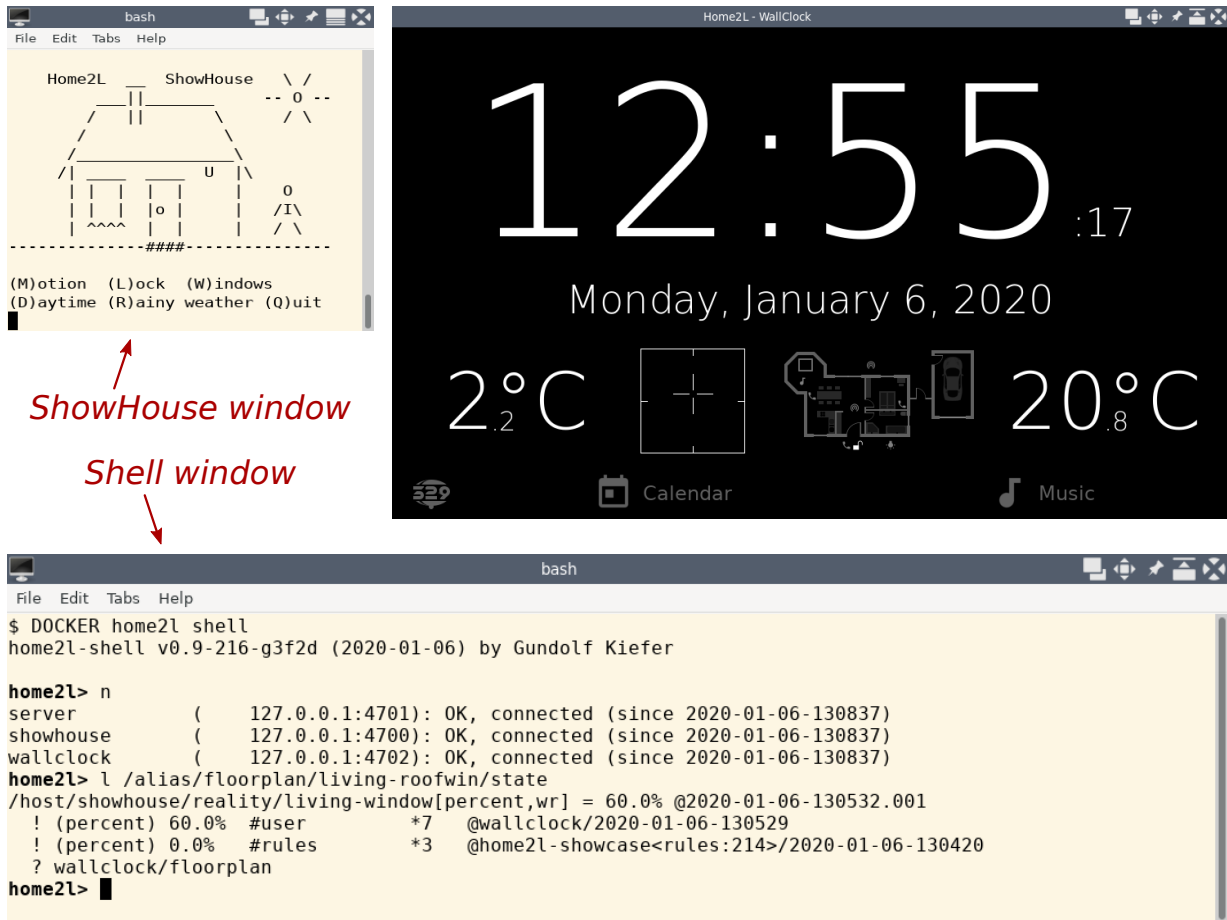 bash
File Edit Tabs Help
    Home2L  __  ShowHouse   \ /
         ___||_______     -- O --
        /   ||       \      / \
       /              \
      /________________\
     /| ____  ____  U  |\
      | |  |  |  |     |    O
      | |  |  |o |     |   /I\
      | ^^^^  |  |     |   / \
--------------####---------------
(M)otion  (L)ock  (W)indows
(D)aytime (R)ainy weather (Q)uit
ShowHouse window
Shell window
Home2L - WallClock
12:55:17
Monday, January 6, 2020
2.2°C
20.8°C
329
Calendar
Music
bash
File Edit Tabs Help
$ DOCKER home2l shell
home2l-shell v0.9-216-g3f2d (2020-01-06) by Gundolf Kiefer
home2l> n
server          (    127.0.0.1:4701): OK, connected (since 2020-01-06-130837)
showhouse       (    127.0.0.1:4700): OK, connected (since 2020-01-06-130837)
wallclock       (    127.0.0.1:4702): OK, connected (since 2020-01-06-130837)
home2l> l /alias/floorplan/living-roofwin/state
/host/showhouse/reality/living-window[percent,wr] = 60.0% @2020-01-06-130532.001
  ! (percent) 60.0%  #user         *7   @wallclock/2020-01-06-130529
  ! (percent) 0.0%  #rules        *3   @home2l-showcase<rules:214>/2020-01-06-130420
  ? wallclock/floorplan
home2l>